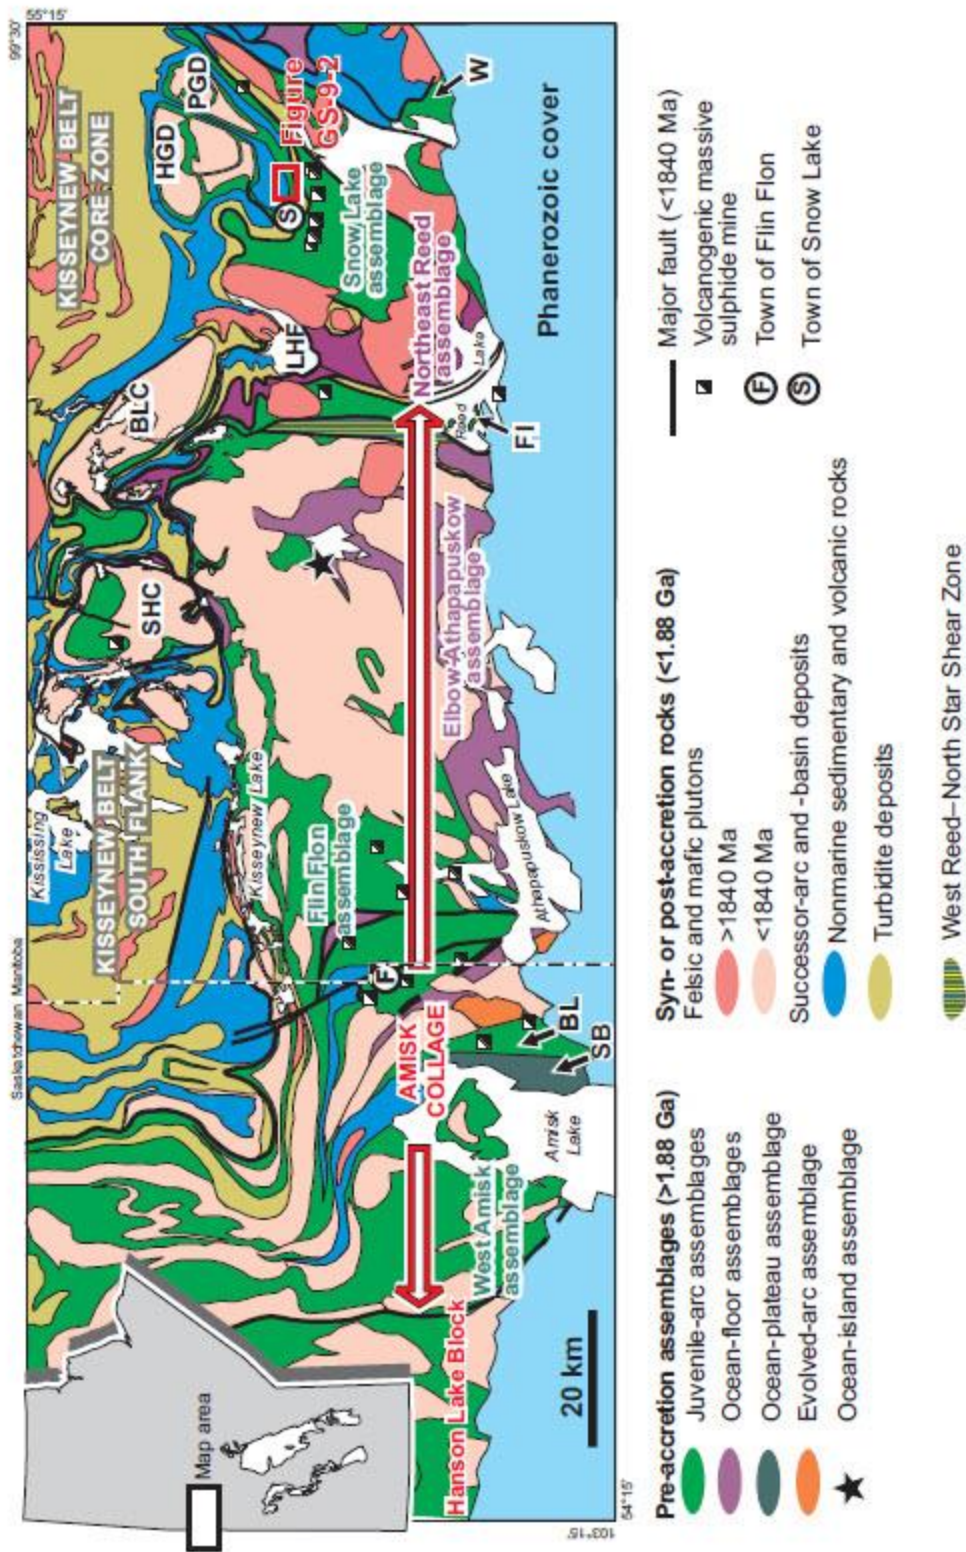 99°30'
55°15'
Saskatchewan
Manitoba
Kississing
Lake
KISSEYNEW BELT
SOUTH FLANK
KISSEYNEW BELT
CORE ZONE
HGD
PGD
BLC
SHC
LHF
Kisseynew Lake
S
Figure
GS-9-2
Snow Lake
assemblage
Flin Flon
assemblage
F
AMISK
COLLAGE
Northeast Reed
assemblage
Elbow-Athapapuskow
assemblage
Reed
Lake
FI
W
Athapapuskow Lake
West Amisk
assemblage
Hanson Lake Block
Amisk
Lake
BL
SB
Phanerozoic cover
Map area
20 km
54°15'
103°15'
Pre-accretion assemblages (>1.88 Ga)
Juvenile-arc assemblages
Ocean-floor assemblages
Ocean-plateau assemblage
Evolved-arc assemblage
Ocean-island assemblage
Syn- or post-accretion rocks (<1.88 Ga)
Felsic and mafic plutons
>1840 Ma
<1840 Ma
Successor-arc and -basin deposits
Nonmarine sedimentary and volcanic rocks
Turbidite deposits
West Reed–North Star Shear Zone
Major fault (<1840 Ma)
Volcanogenic massive
sulphide mine
F Town of Flin Flon
S Town of Snow Lake